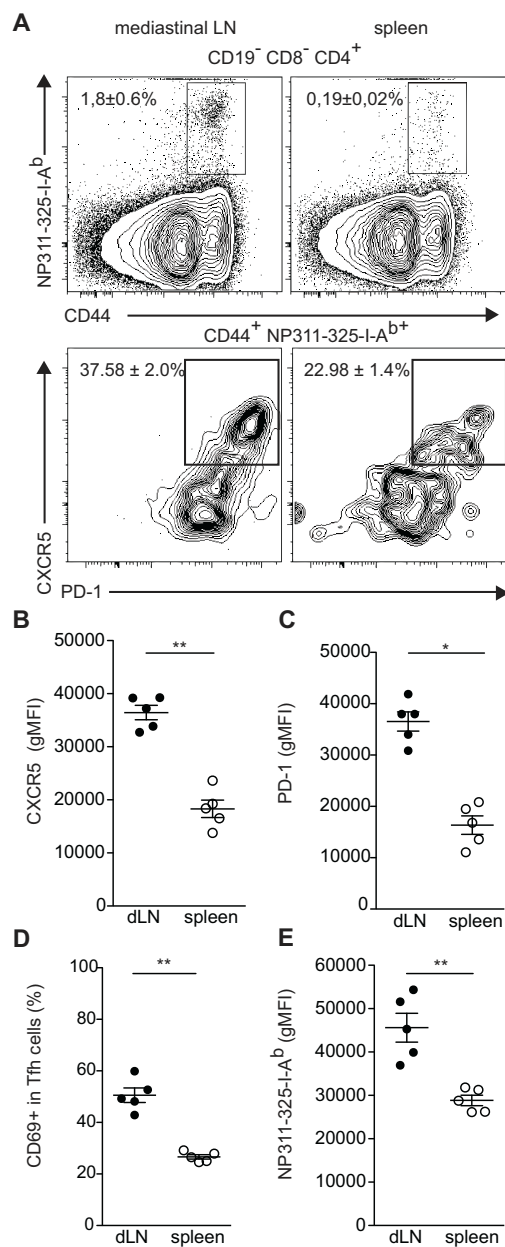 A
mediastinal LN spleen
CD19- CD8- CD4+
1,8±0.6% 0,19±0,02%
NP311-325-I-Ab
CD44
CD44+ NP311-325-I-Ab+
37.58 ± 2.0% 22.98 ± 1.4%
CXCR5
PD-1
B
50000
40000
30000
20000
10000
0
CXCR5 (gMFI)
**
dLN spleen
C
50000
40000
30000
20000
10000
0
PD-1 (gMFI)
*
dLN spleen
D
100
80
60
40
20
0
CD69+ in Tfh cells (%)
**
dLN spleen
E
60000
50000
40000
30000
20000
10000
0
NP311-325-I-Ab (gMFI)
**
dLN spleen